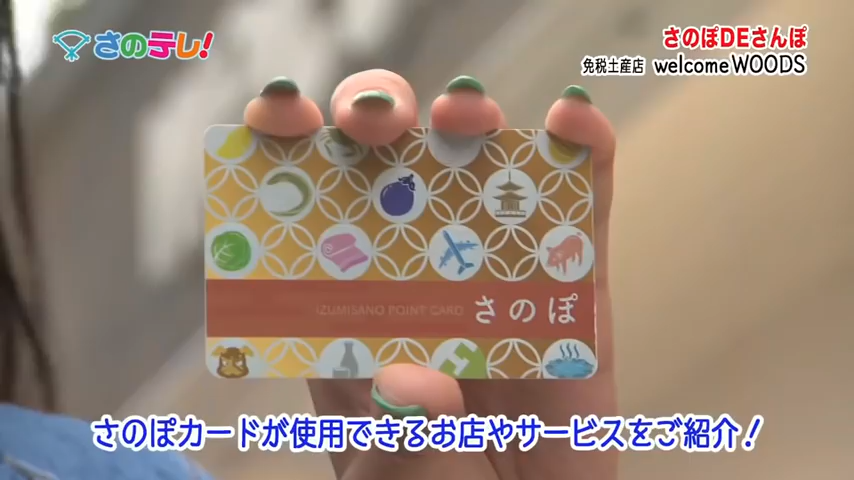 さのテレ!
さのぽDEさんぽ
免税土産店 welcome WOODS
IZUMISANO POINT CARD さのぽ
さのぽカードが使用できるお店やサービスをご紹介!